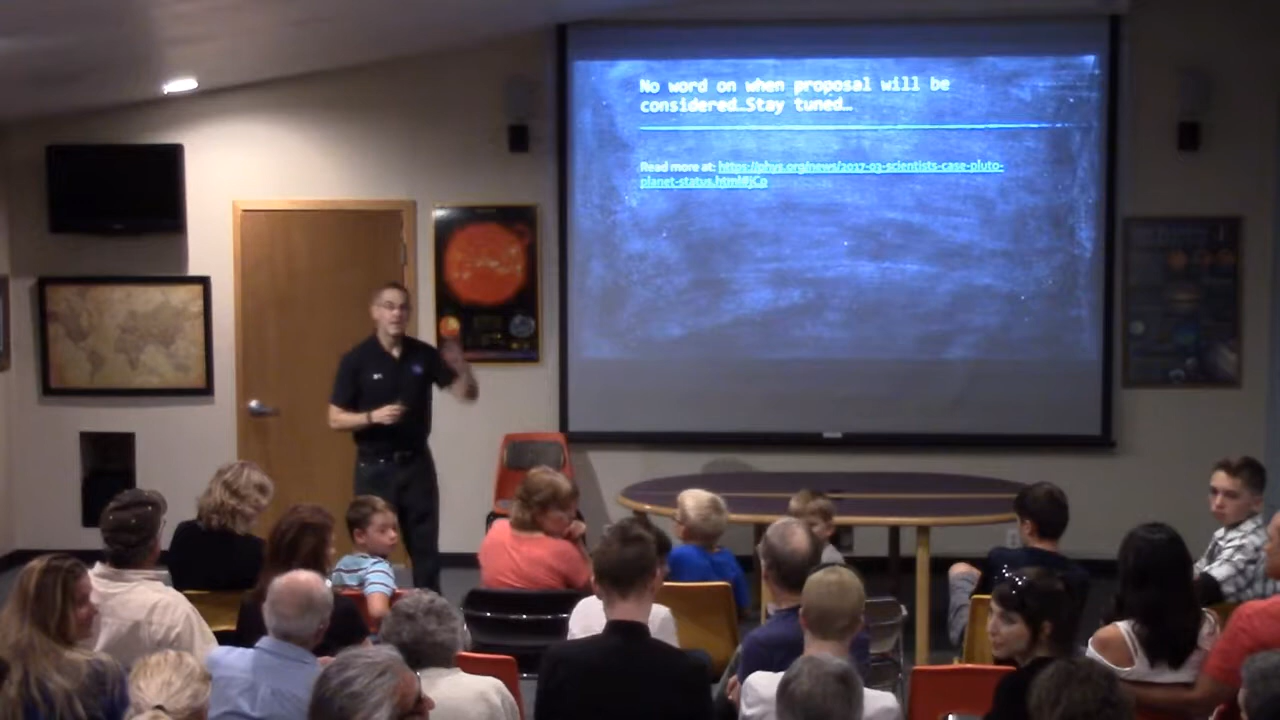 No word on when proposal will be
considered…Stay tuned…
Read more at: https://phys.org/news/2017-03-scientists-case-pluto-
planet-status.html#jCp